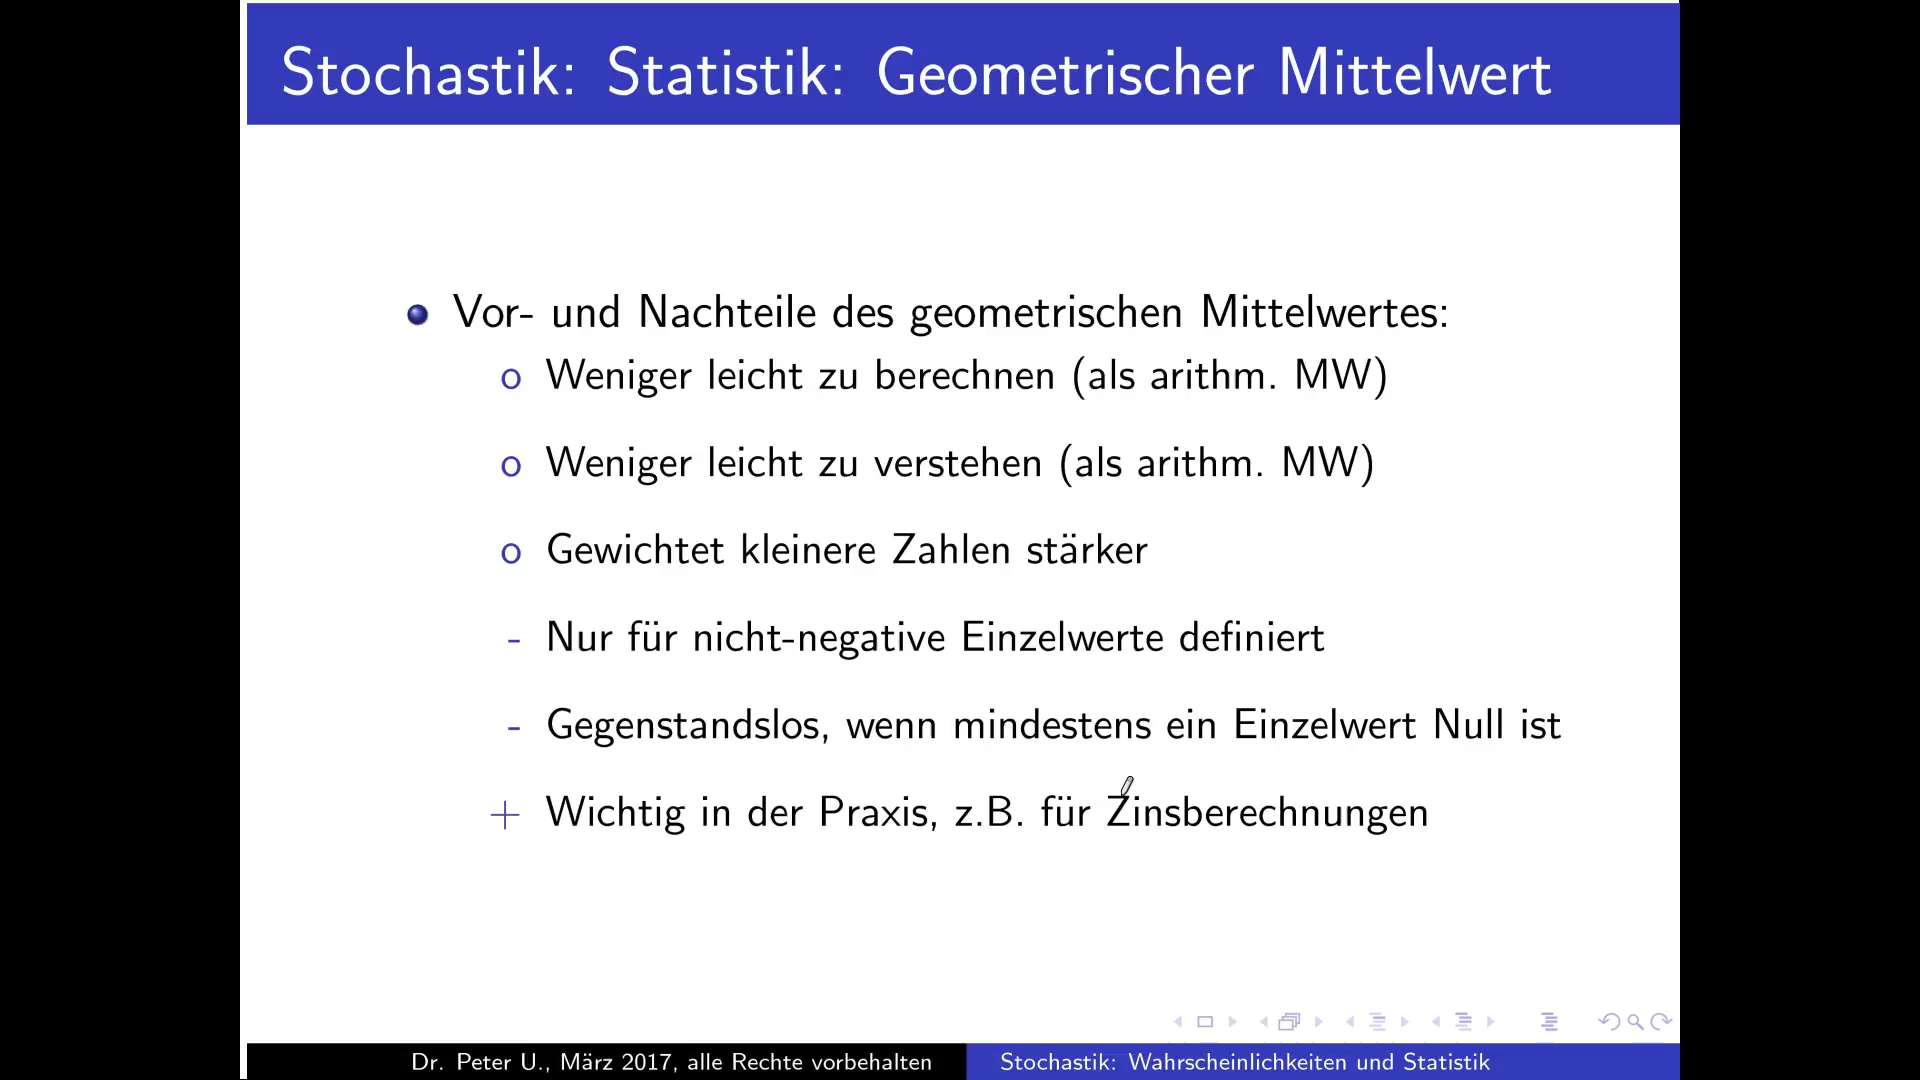 Stochastik: Statistik: Geometrischer Mittelwert
Vor- und Nachteile des geometrischen Mittelwertes:
o Weniger leicht zu berechnen (als arithm. MW)
o Weniger leicht zu verstehen (als arithm. MW)
o Gewichtet kleinere Zahlen stärker
- Nur für nicht-negative Einzelwerte definiert
- Gegenstandslos, wenn mindestens ein Einzelwert Null ist
+ Wichtig in der Praxis, z.B. für Zinsberechnungen
Dr. Peter U., März 2017, alle Rechte vorbehalten
Stochastik: Wahrscheinlichkeiten und Statistik